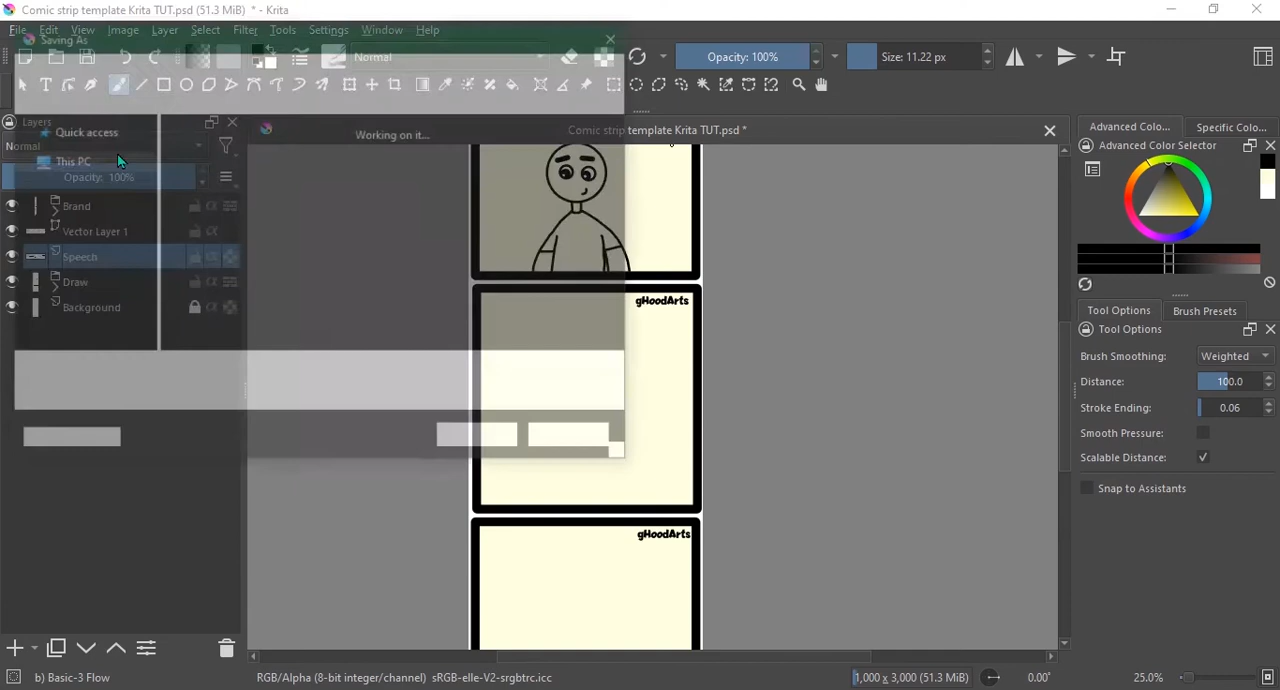 Comic strip template Krita TUT.psd (51.3 MiB) * - Krita
File Edit View Image Layer Select Filter Tools Settings Window Help
Saving As
Normal
Opacity: 100%
Size: 11.22 px
Layers
Normal
Opacity: 100%
Quick access
This PC
Working on it...
Comic strip template Krita TUT.psd *
Brand
Vector Layer 1
Speech
Draw
Background
gHoodArts
gHoodArts
Advanced Colo... Specific Colo...
Advanced Color Selector
Tool Options Brush Presets
Tool Options
Brush Smoothing: Weighted
Distance: 100.0
Stroke Ending: 0.06
Smooth Pressure:
Scalable Distance:
Snap to Assistants
b) Basic-3 Flow
RGB/Alpha (8-bit integer/channel) sRGB-elle-V2-srgbtrc.icc
1,000 x 3,000 (51.3 MiB)
0.00°
25.0%